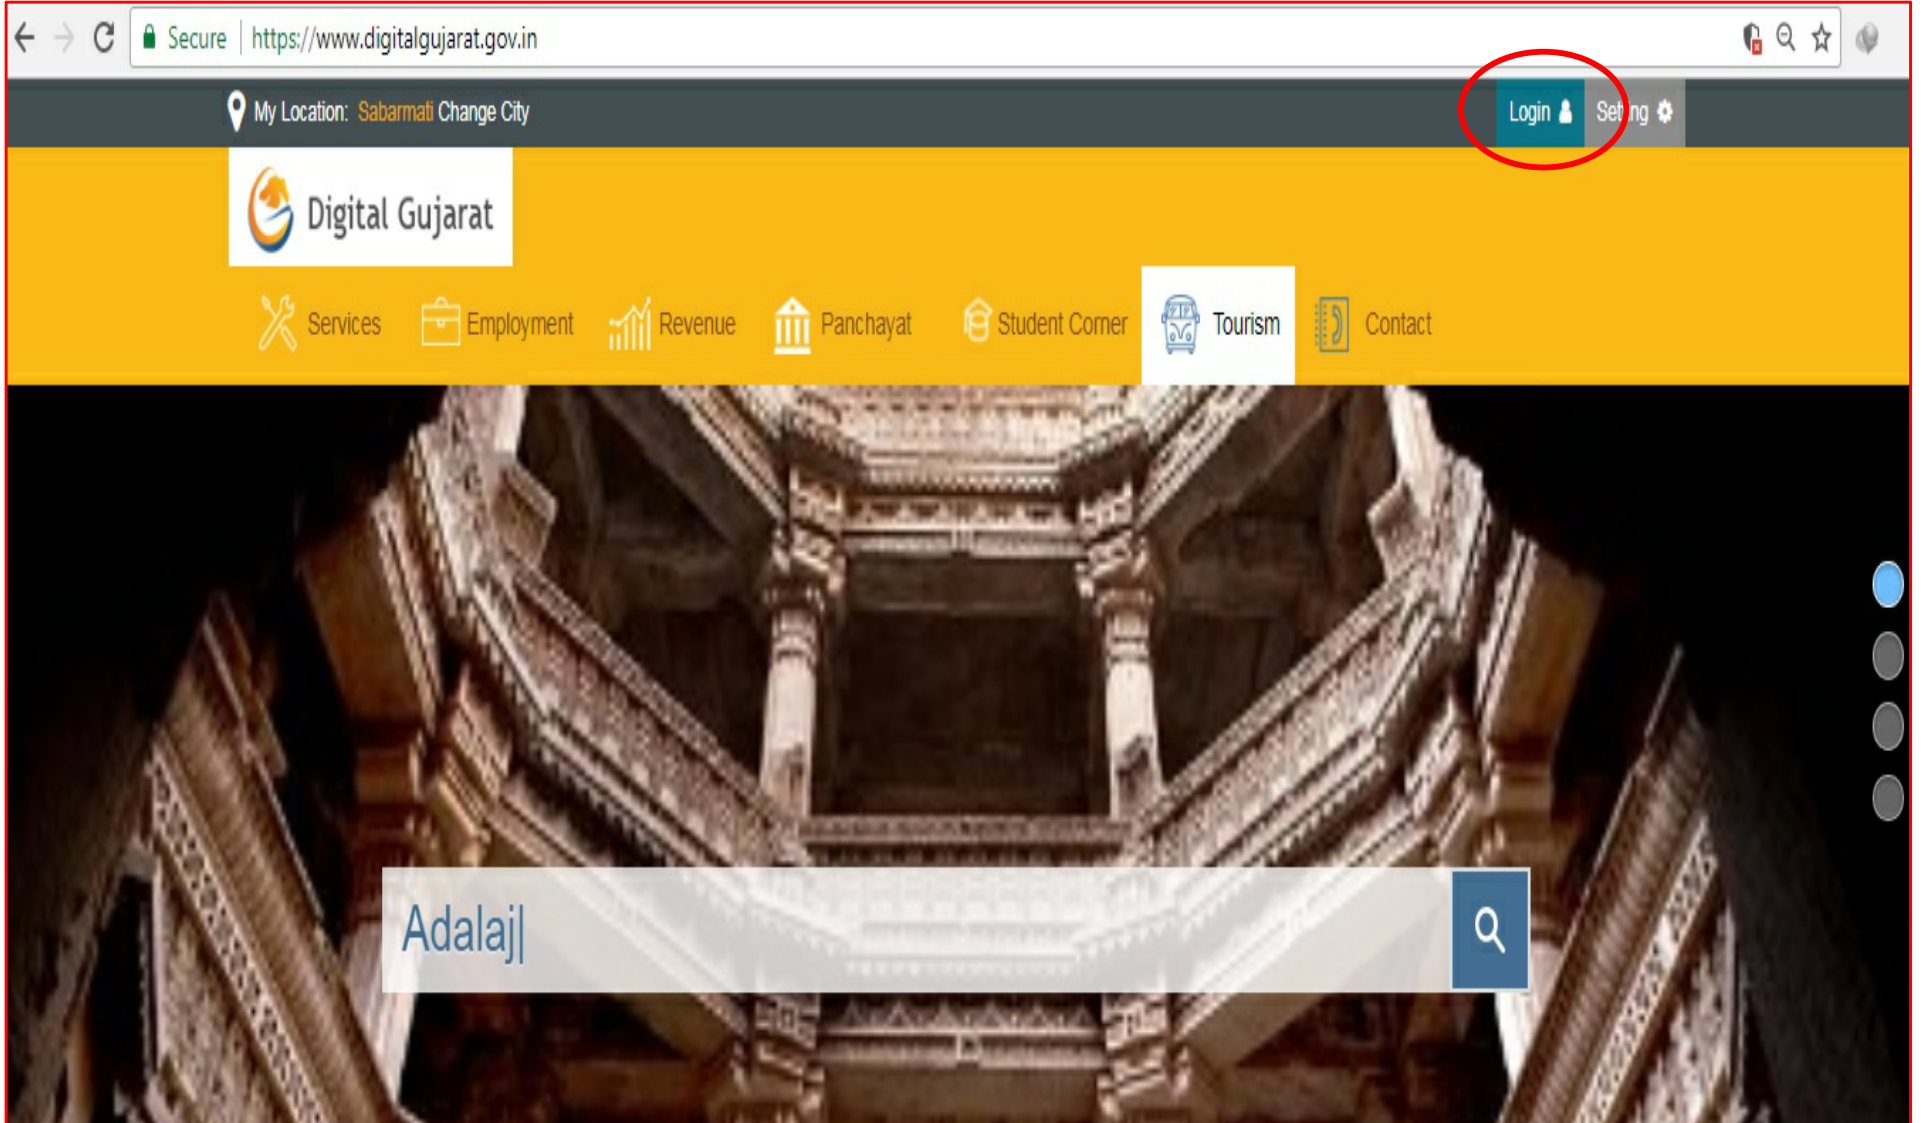 Secure | https://www.digitalgujarat.gov.in
My Location: Sabarmati Change City
Login Setting
Digital Gujarat
Services Employment Revenue Panchayat Student Corner Tourism Contact
Adalaj|